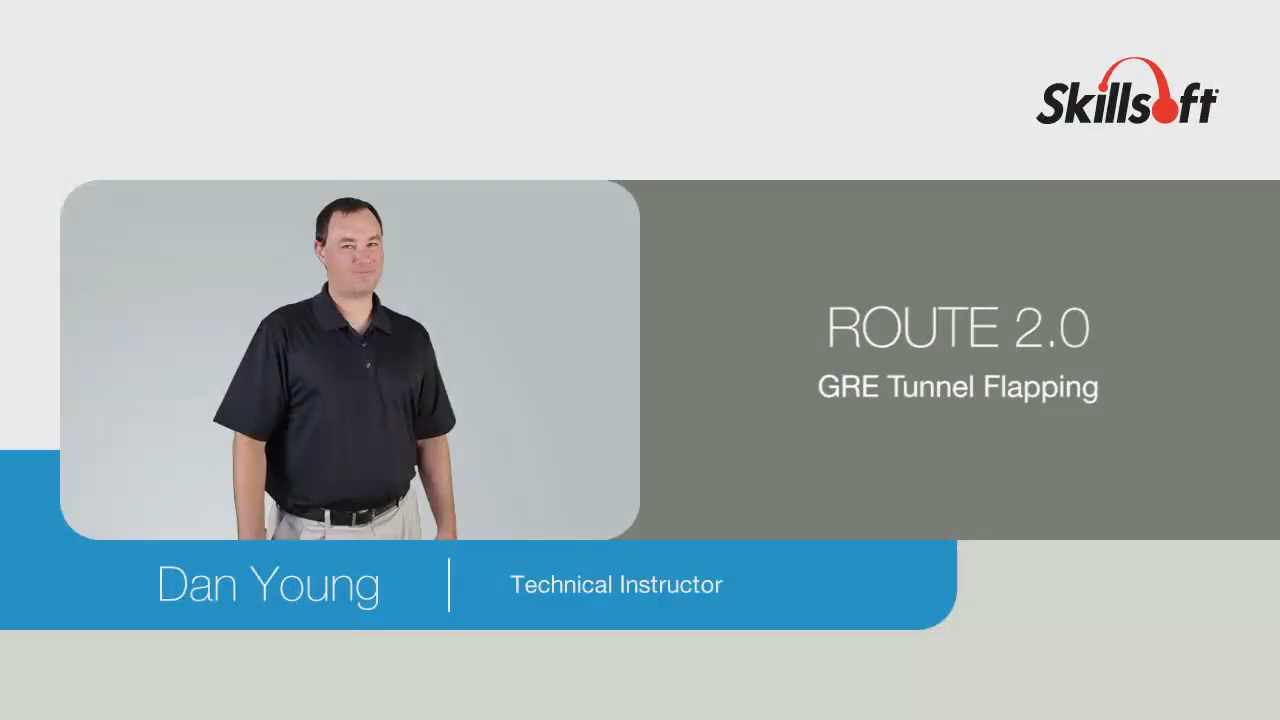 Skillsoft
ROUTE 2.0
GRE Tunnel Flapping
Dan Young
Technical Instructor